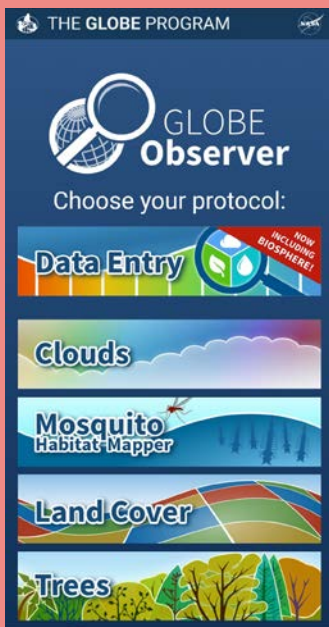 THE GLOBE PROGRAM
NASA
GLOBE
Observer
Choose your protocol:
Data Entry
NOW
INCLUDING
BIOSPHERE!
Clouds
Mosquito
Habitat Mapper
Land Cover
Trees